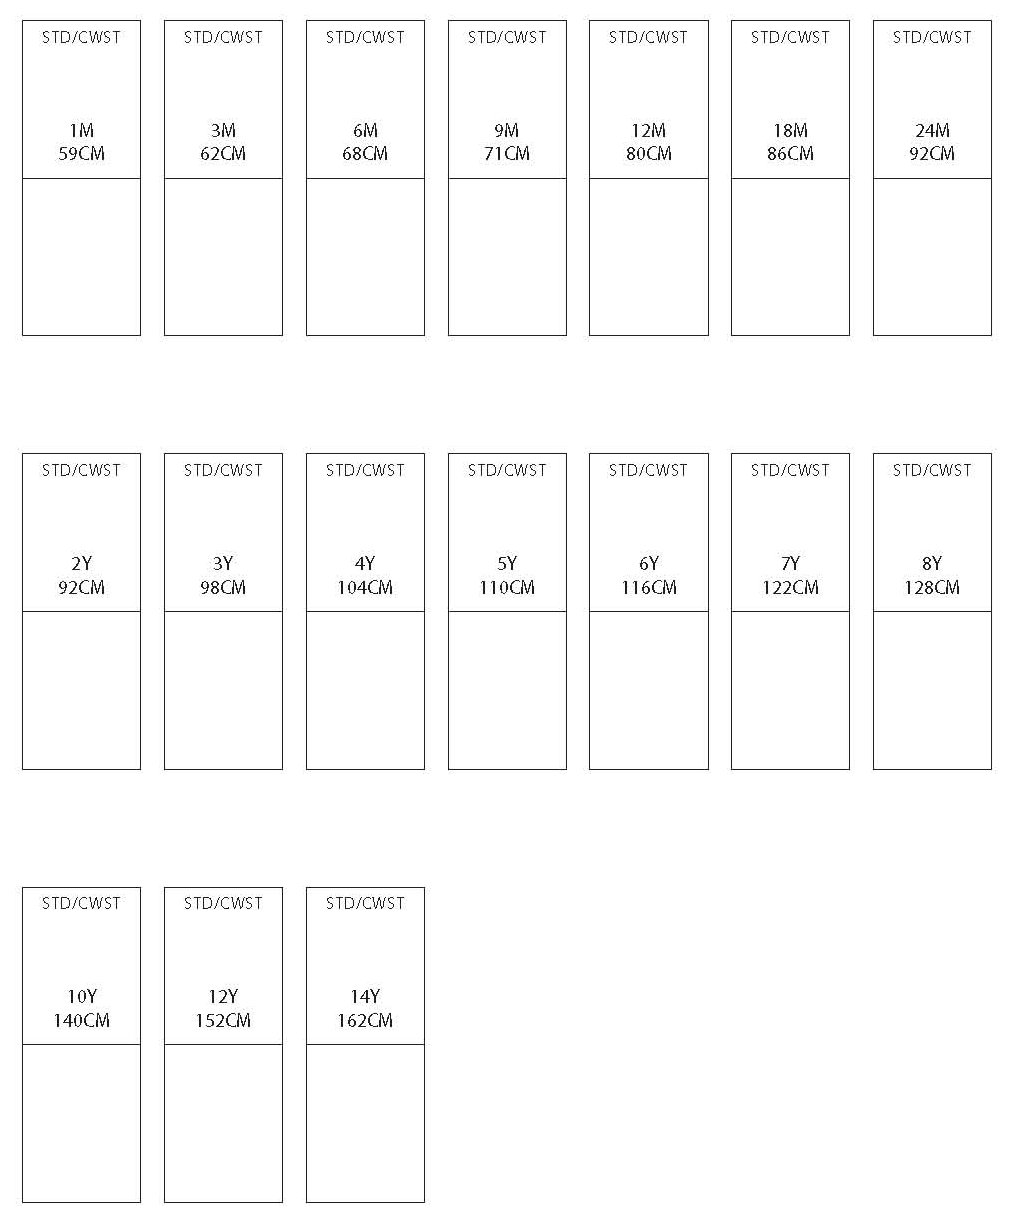 STD/CWST
1M
59CM
STD/CWST
3M
62CM
STD/CWST
6M
68CM
STD/CWST
9M
71CM
STD/CWST
12M
80CM
STD/CWST
18M
86CM
STD/CWST
24M
92CM
STD/CWST
2Y
92CM
STD/CWST
3Y
98CM
STD/CWST
4Y
104CM
STD/CWST
5Y
110CM
STD/CWST
6Y
116CM
STD/CWST
7Y
122CM
STD/CWST
8Y
128CM
STD/CWST
10Y
140CM
STD/CWST
12Y
152CM
STD/CWST
14Y
162CM